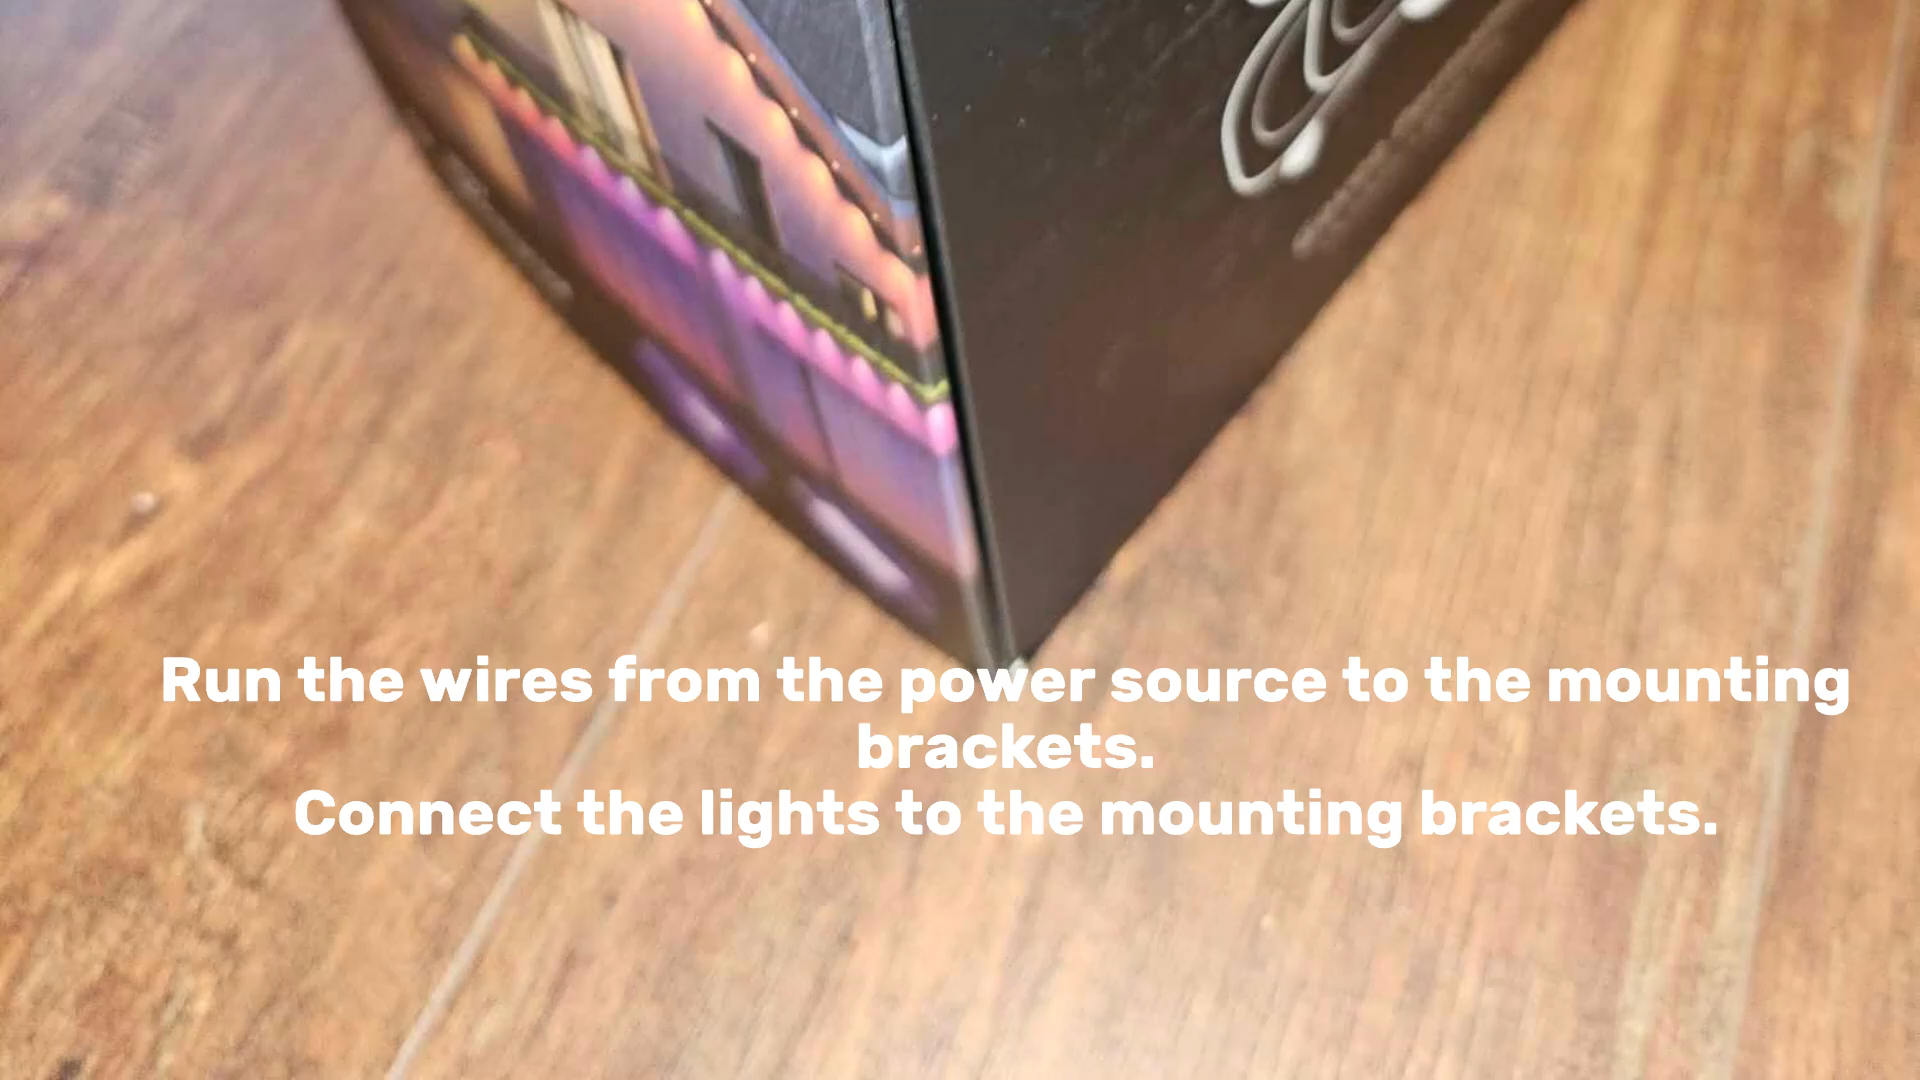 Run the wires from the power source to the mounting
brackets.
Connect the lights to the mounting brackets.